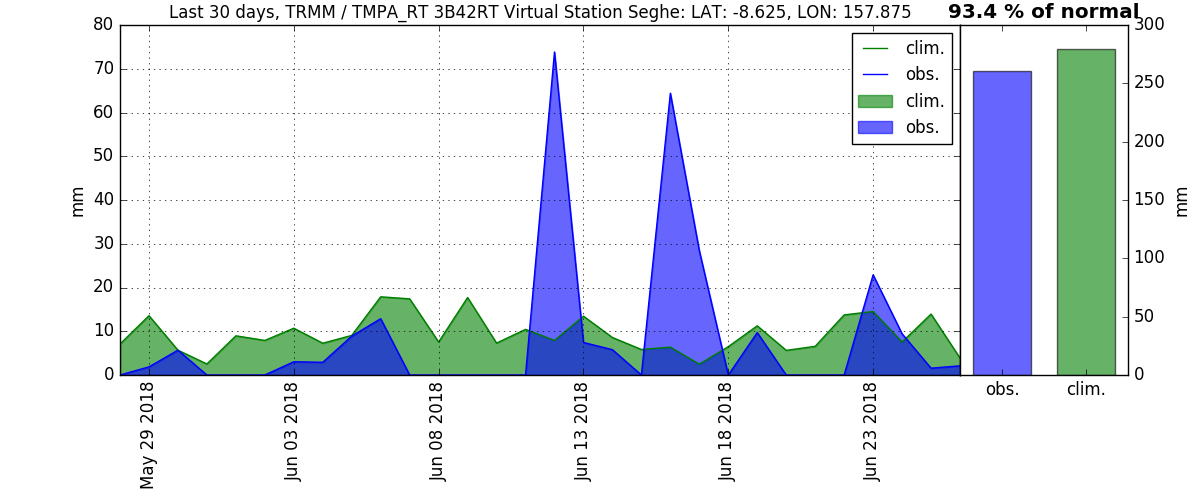 Last 30 days, TRMM / TMPA_RT 3B42RT Virtual Station Seghe: LAT: -8.625, LON: 157.875
93.4 % of normal
80
70
60
50
40
30
20
10
0
mm
clim.
obs.
clim.
obs.
May 29 2018
Jun 03 2018
Jun 08 2018
Jun 13 2018
Jun 18 2018
Jun 23 2018
300
250
200
150
100
50
0
mm
obs.
clim.